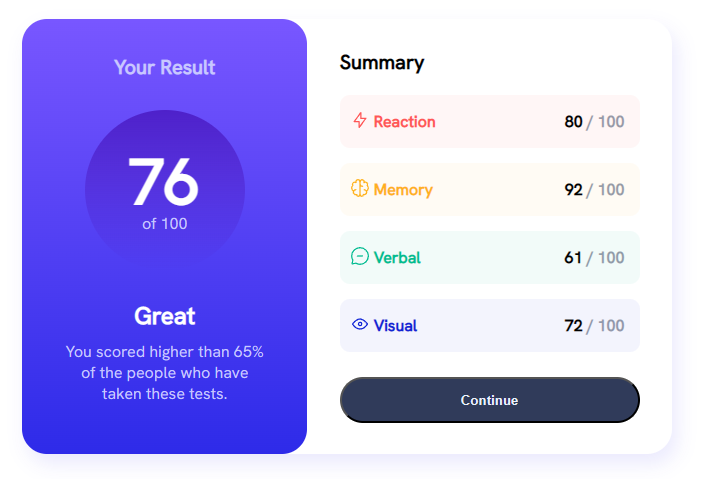 Your Result
76
of 100
Great
You scored higher than 65%
of the people who have
taken these tests.
Summary
Reaction 80 / 100
Memory 92 / 100
Verbal 61 / 100
Visual 72 / 100
Continue